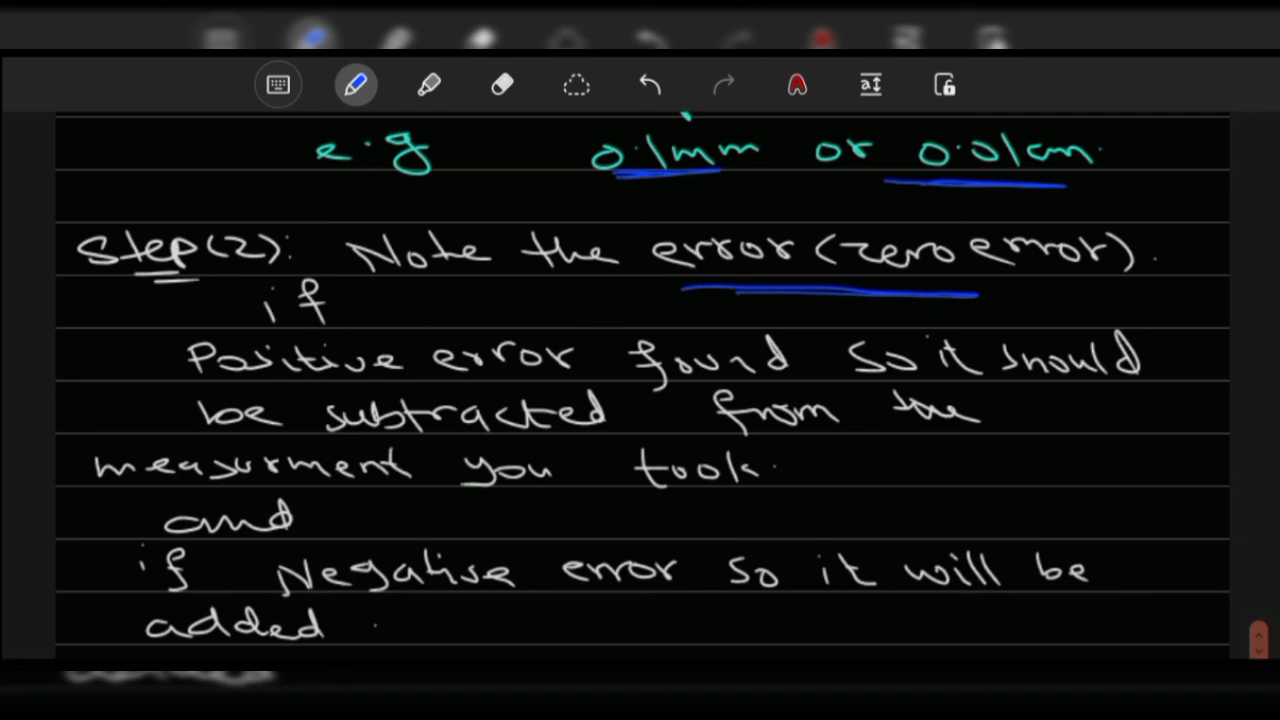 e.g 0.1mm or 0.01cm.
Step(2): Note the error (zero error).
if
Positive error found so it should
be subtracted from the
measurment you took.
and
if Negative error so it will be
added.